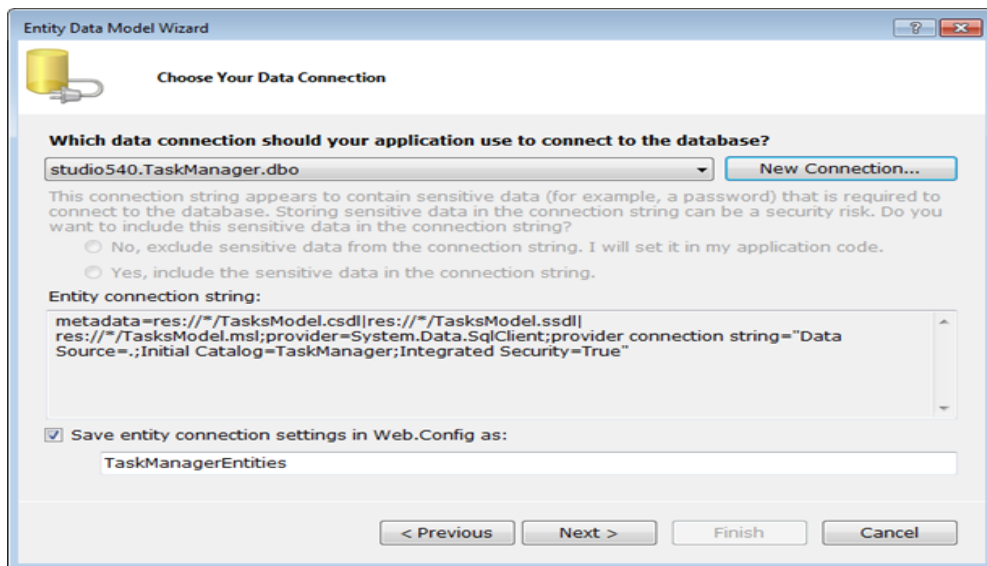 Entity Data Model Wizard
Choose Your Data Connection
Which data connection should your application use to connect to the database?
studio540.TaskManager.dbo
New Connection...
This connection string appears to contain sensitive data (for example, a password) that is required to
connect to the database. Storing sensitive data in the connection string can be a security risk. Do you
want to include this sensitive data in the connection string?
No, exclude sensitive data from the connection string. I will set it in my application code.
Yes, include the sensitive data in the connection string.
Entity connection string:
metadata=res://*/TasksModel.csdl|res://*/TasksModel.ssdl|
res://*/TasksModel.msl;provider=System.Data.SqlClient;provider connection string="Data
Source=.;Initial Catalog=TaskManager;Integrated Security=True"
Save entity connection settings in Web.Config as:
TaskManagerEntities
< Previous
Next >
Finish
Cancel